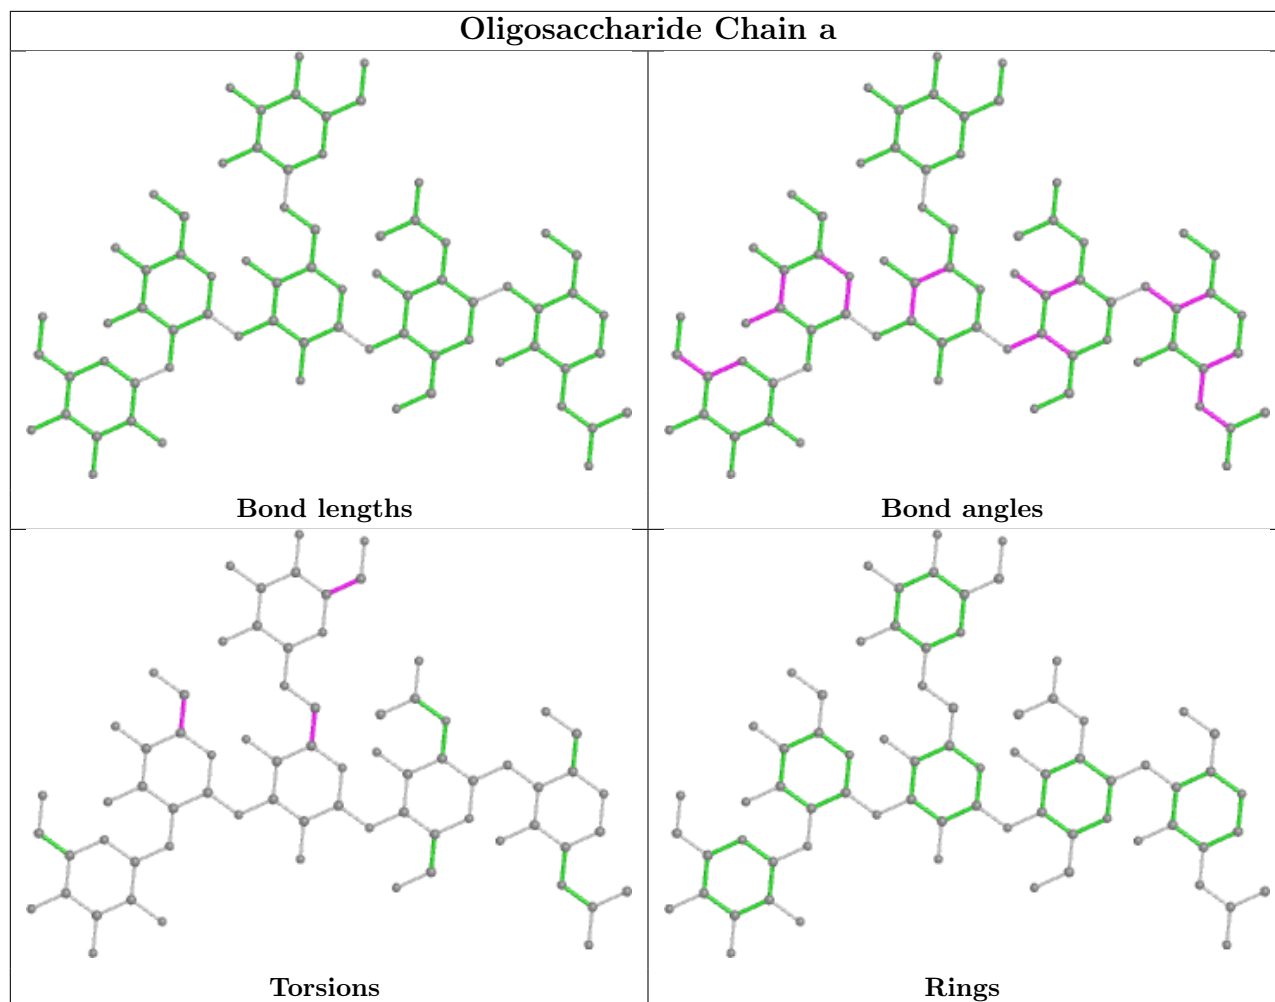 Oligosaccharide Chain a
Bond lengths
Bond angles
Torsions
Rings